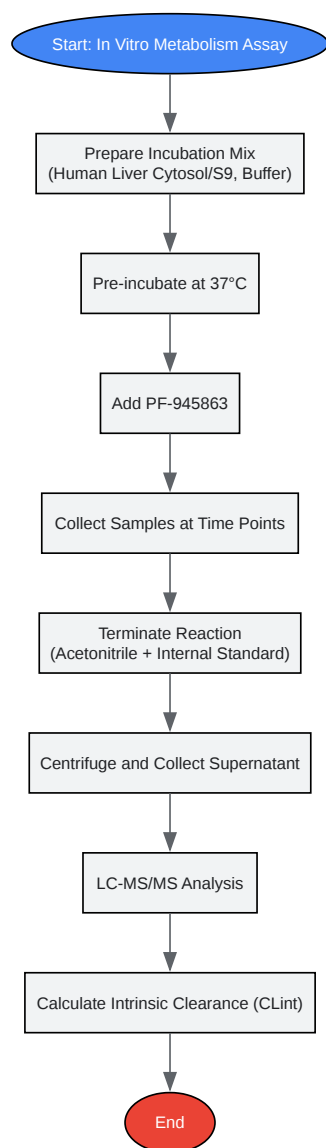 Start: In Vitro Metabolism Assay
Prepare Incubation Mix
(Human Liver Cytosol/S9, Buffer)
Pre-incubate at 37°C
Add PF-945863
Collect Samples at Time Points
Terminate Reaction
(Acetonitrile + Internal Standard)
Centrifuge and Collect Supernatant
LC-MS/MS Analysis
Calculate Intrinsic Clearance (CLint)
End